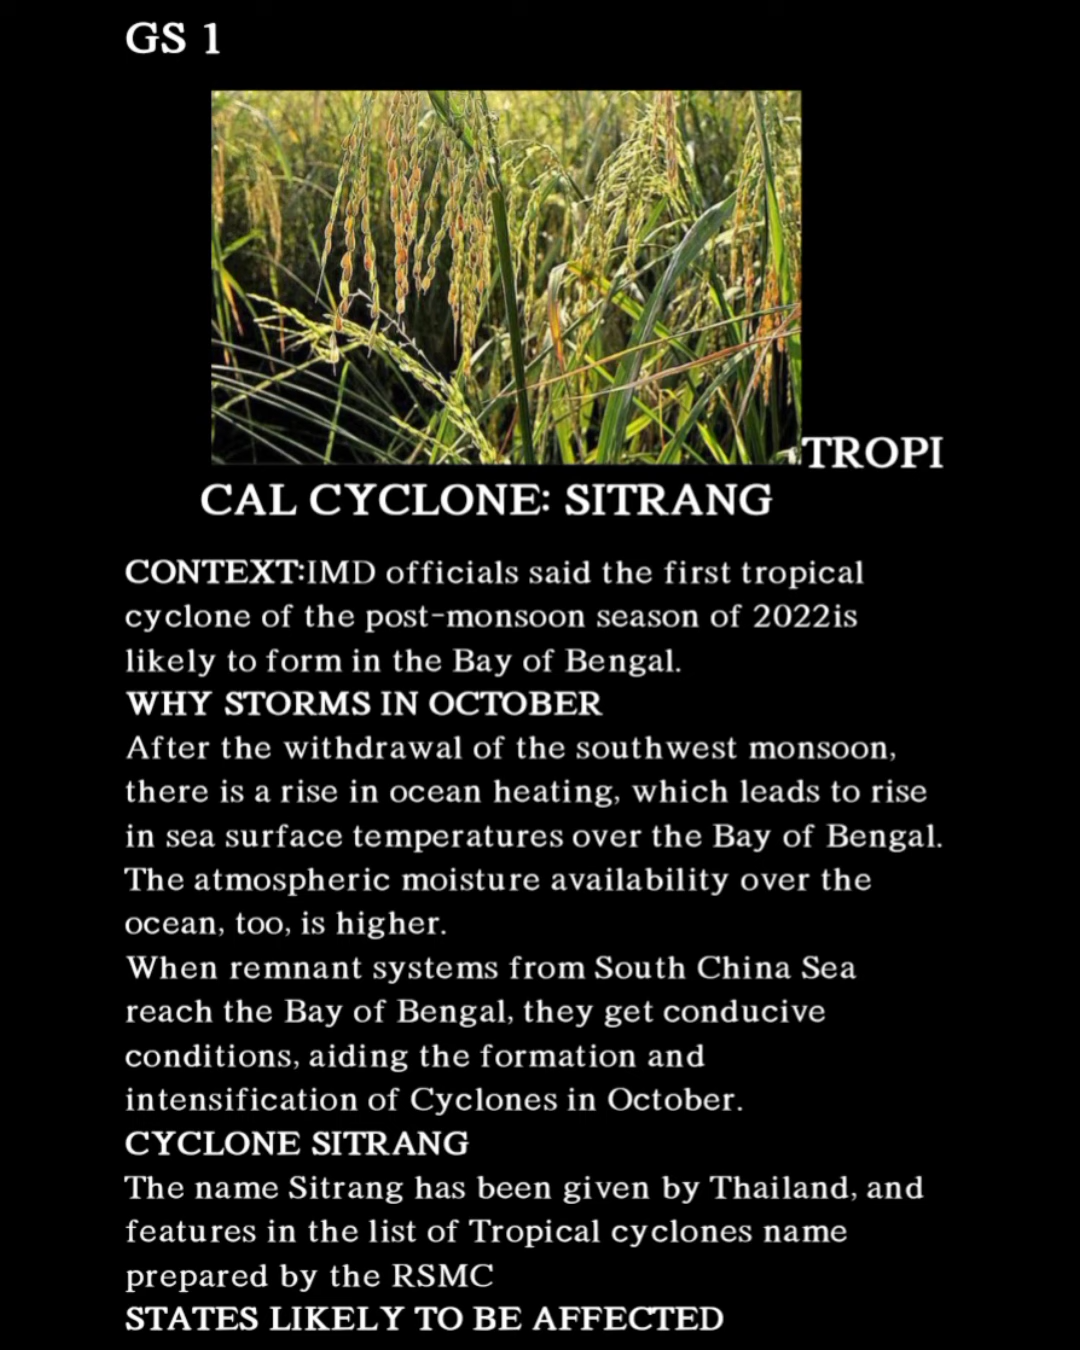 GS 1
TROPI
CAL CYCLONE: SITRANG
CONTEXT:IMD officials said the first tropical
cyclone of the post-monsoon season of 2022is
likely to form in the Bay of Bengal.
WHY STORMS IN OCTOBER
After the withdrawal of the southwest monsoon,
there is a rise in ocean heating, which leads to rise
in sea surface temperatures over the Bay of Bengal.
The atmospheric moisture availability over the
ocean, too, is higher.
When remnant systems from South China Sea
reach the Bay of Bengal, they get conducive
conditions, aiding the formation and
intensification of Cyclones in October.
CYCLONE SITRANG
The name Sitrang has been given by Thailand, and
features in the list of Tropical cyclones name
prepared by the RSMC
STATES LIKELY TO BE AFFECTED